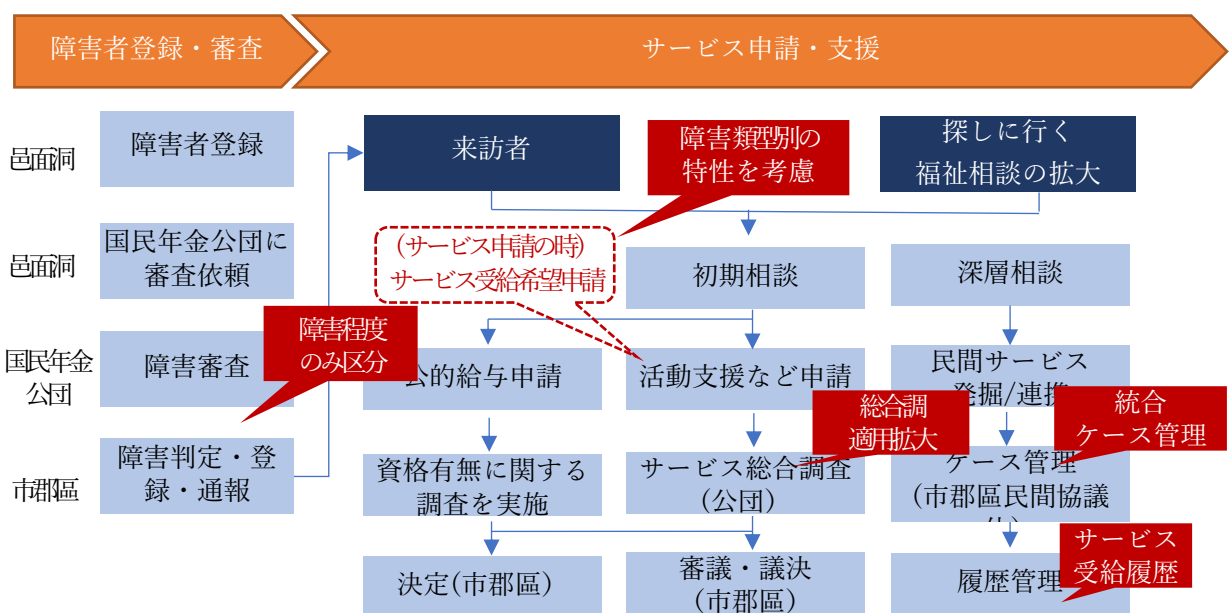 障害者登録・審査
サービス申請・支援
邑面洞
障害者登録
来訪者
障害類型別の
特性を考慮
探しに行く
福祉相談の拡大
邑面洞
国民年金公団に
審査依頼
(サービス申請の時)
サービス受給希望申請
初期相談
深層相談
国民年金
公団
障害審査
障害程度
のみ区分
公的給与申請
活動支援など申請
民間サービス
発掘/連携
総合調
適用拡大
統合
ケース管理
市郡區
障害判定・登
録・通報
資格有無に関する
調査を実施
サービス総合調査
(公団)
ケース管理
(市郡區民間協議
サービス
受給履歴
決定(市郡區)
審議・議決
(市郡區)
履歴管理